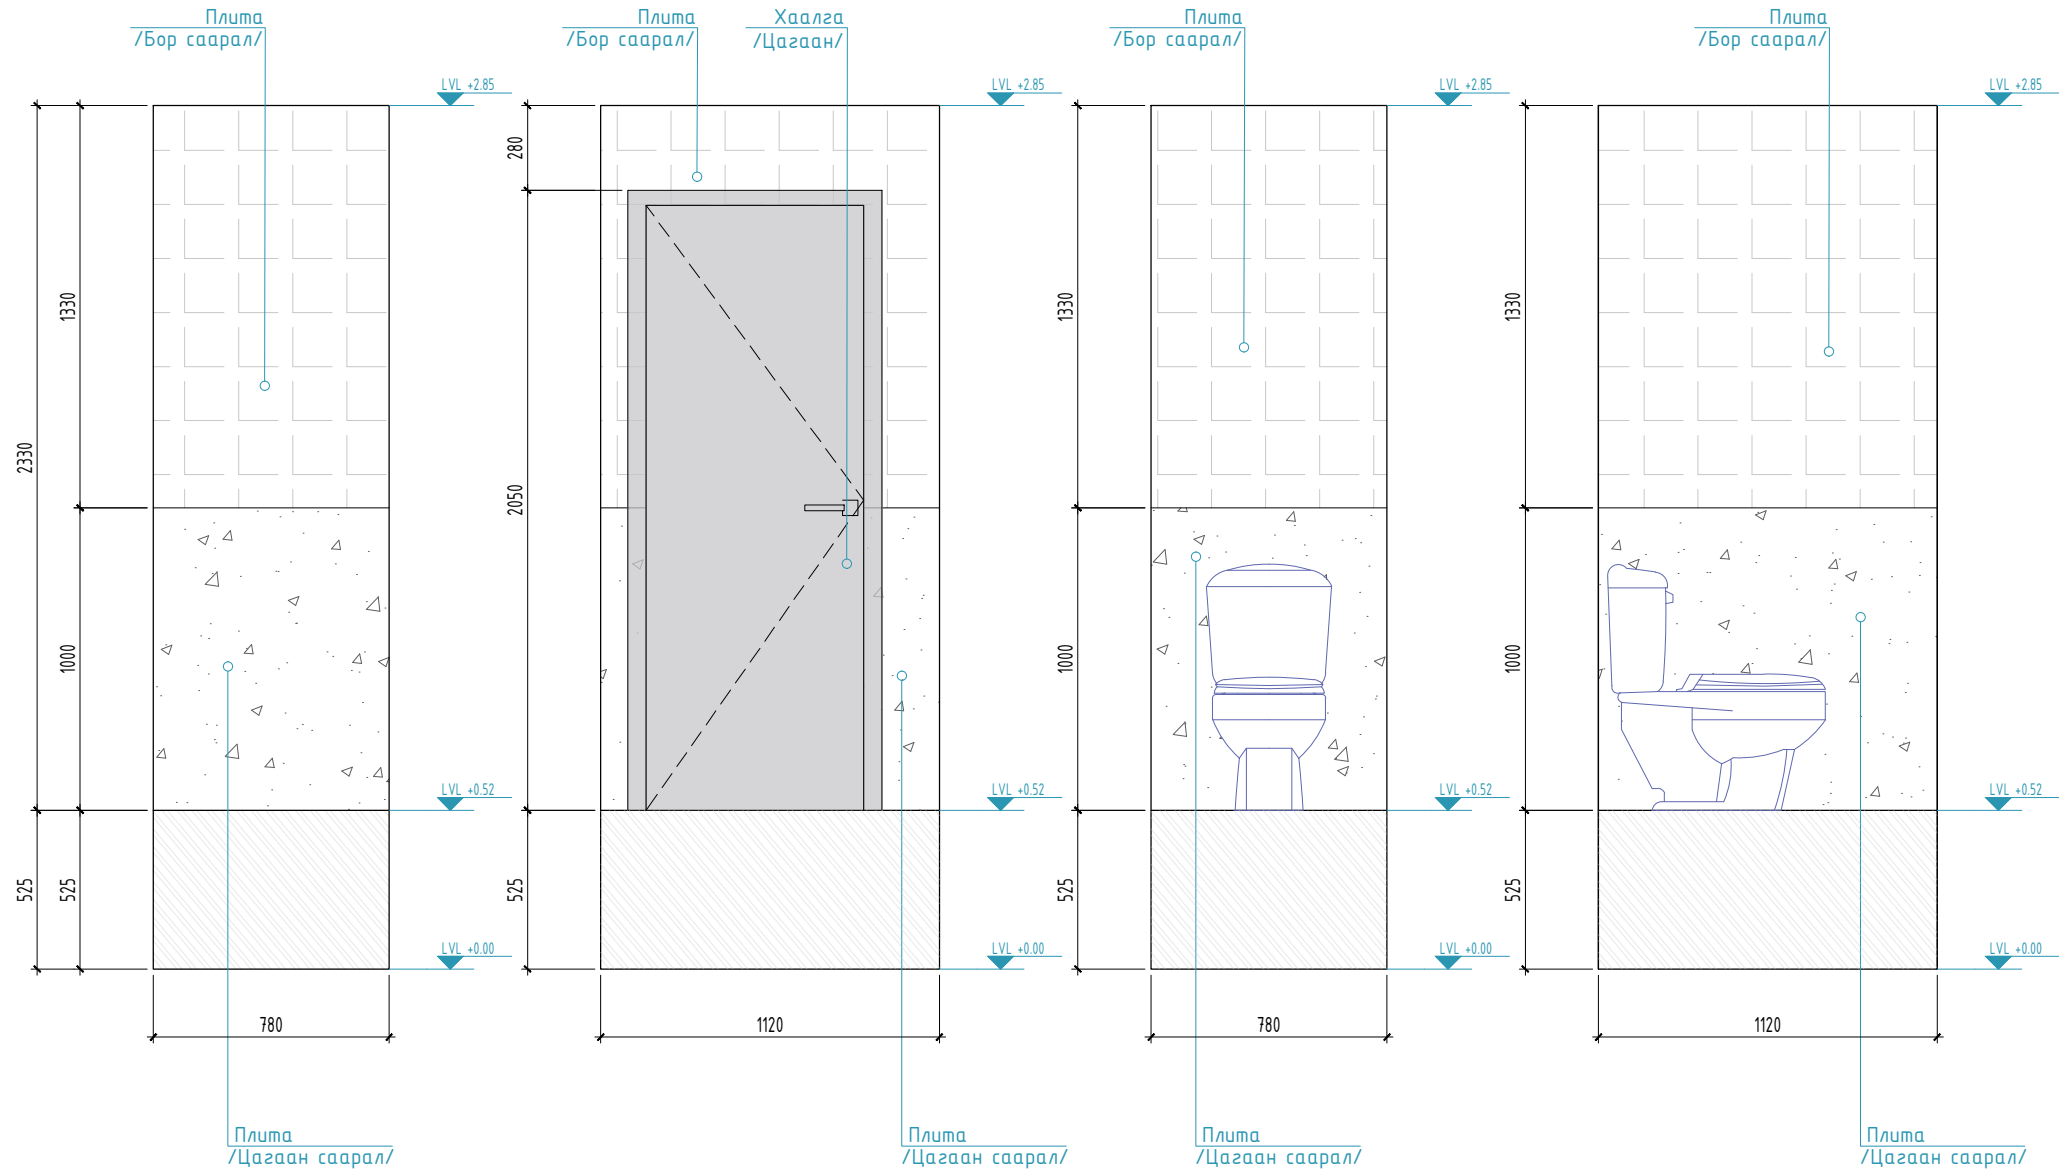 Плита
/Бор саарал/
Плита
/Бор саарал/
Хаалга
/Цагаан/
Плита
/Бор саарал/
Плита
/Бор саарал/
LVL +2.85
LVL +2.85
LVL +2.85
LVL +2.85
280
1330
1330
1330
2330
2050
1000
1000
1000
LVL +0.52
LVL +0.52
LVL +0.52
LVL +0.52
525
525
525
525
525
LVL +0.00
LVL +0.00
LVL +0.00
LVL +0.00
780
1120
780
1120
Плита
/Цагаан саарал/
Плита
/Цагаан саарал/
Плита
/Цагаан саарал/
Плита
/Цагаан саарал/